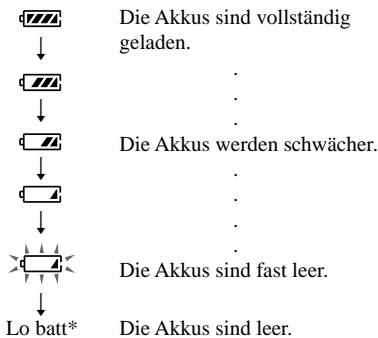 Die Akkus sind vollständig
geladen.
.
.
.
Die Akkus werden schwächer.
.
.
.
.
Die Akkus sind fast leer.
Lo batt* Die Akkus sind leer.